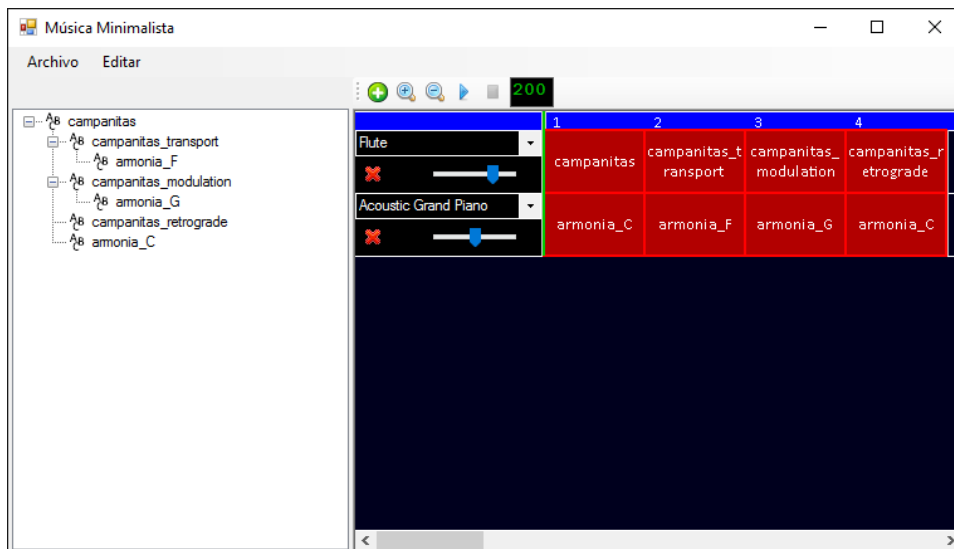 Música Minimalista
Archivo Editar
200
campanitas
campanitas_transport
armonia_F
campanitas_modulation
armonia_G
campanitas_retrograde
armonia_C
1 2 3 4
Flute
campanitas campanitas_t campanitas_ campanitas_r
ransport modulation etrograde
Acoustic Grand Piano
armonia_C armonia_F armonia_G armonia_C